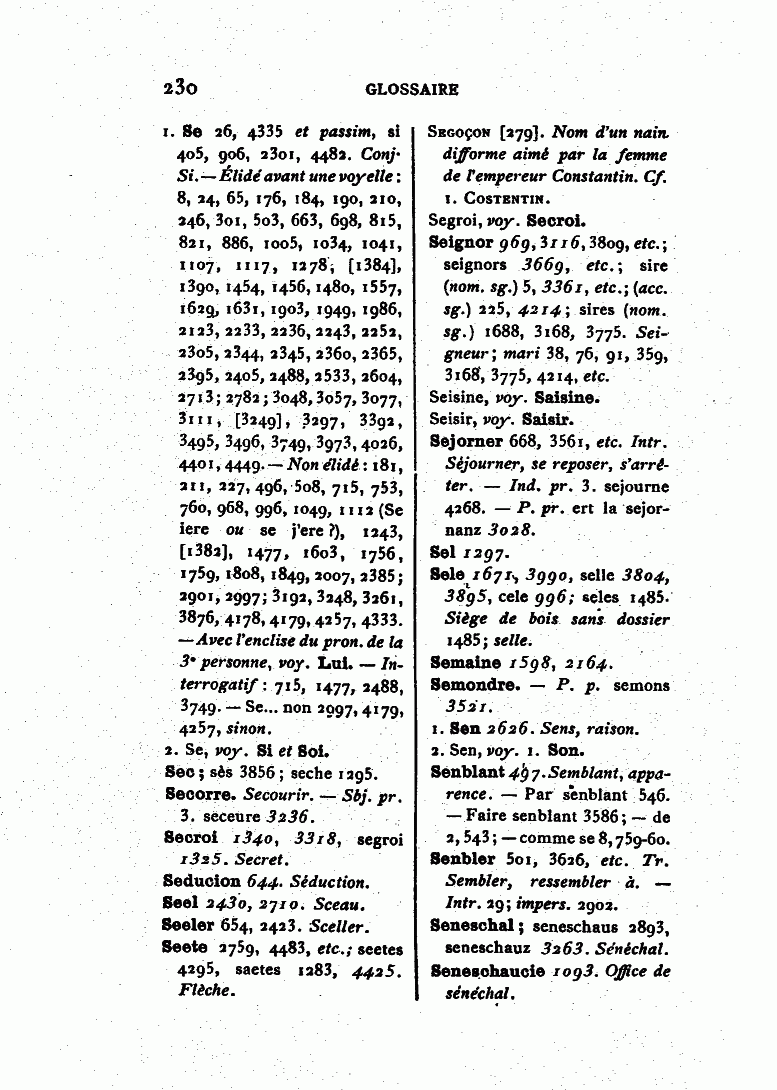 230 GLOSSAIRE
1. Se 26, 4335 et passim, si
405, 906, 2301, 4482. Conj·
Si. — Élidé avant une voyelle :
8, 24, 65, 176, 184, 190, 210,
246, 301, 503, 663, 698, 815,
821, 886, 1005, 1034, 1041,
1107, 1117, 1278; [1384],
1390, 1454, 1456, 1480, 1557,
1629, 1631, 1903, 1949, 1986,
2123, 2233, 2236, 2243, 2252,
2305, 2344, 2345, 2360, 2365,
2395, 2405, 2488, 2533, 2604,
2713; 2782; 3048, 3057, 3077,
3111, [3249], 3297, 3392,
3495, 3496, 3749, 3973, 4026,
4401, 4449. — Non élidé : 181,
211, 227, 496, 508, 715, 753,
760, 968, 996, 1049, 1112 (Se
iere ou se j'ere ?), 1243,
[1382], 1477, 1603, 1756,
1759, 1808, 1849, 2007, 2385;
2901, 2997; 3192, 3248, 3261,
3876, 4178, 4179, 4257, 4333.
— Avec l'enclise du pron. de la
3e personne, voy. Lui. — In-
terrogatif : 715, 1477, 2488,
3749. — Se... non 2997, 4179,
4257, sinon.
2. Se, voy. Si et Soi.
Sec; sès 3856; seche 1295.
Secorre. Secourir. — Sbj. pr.
3. seceure 3236.
Secroi 1340, 3318, segroi
1325. Secret.
Seducion 644. Séduction.
Seel 2430, 2710. Sceau.
Seeler 654, 2423. Sceller.
Seete 2759, 4483, etc.; seetes
4295, saetes 1283, 4425.
Flèche.
SEGOÇON [279]. Nom d'un nain
difforme aimé par la femme
de l'empereur Constantin. Cf.
1. COSTENTIN.
Segroi, voy. Secroi.
Seignor 969, 3116, 3809, etc.;
seignors 3669, etc.; sire
(nom. sg.) 5, 3361, etc.; (acc.
sg.) 225, 4214; sires (nom.
sg.) 1688, 3168, 3775. Sei-
gneur; mari 38, 76, 91, 359,
3168, 3775, 4214, etc.
Seisine, voy. Saisine.
Seisir, voy. Saisir.
Sejorner 668, 3561, etc. Intr.
Séjourner, se reposer, s'arrê-
ter. — Ind. pr. 3. sejourne
4268. — P. pr. ert la sejor-
nanz 3028.
Sel 1297.
Sele 1671, 3990, selle 3804,
3895, cele 996; seles 1485.
Siège de bois sans dossier
1485; selle.
Semaine 1598, 2164.
Semondre. — P. p. semons
3521.
1. Sen 2626. Sens, raison.
2. Sen, voy. 1. Son.
Senblant 497. Semblant, appa-
rence. — Par senblant 546.
— Faire senblant 3586; — de
2, 543; — comme se 8, 759-60.
Senbler 501, 3626, etc. Tr.
Sembler, ressembler à. —
Intr. 29; impers. 2902.
Seneschal; seneschaus 2893,
seneschauz 3263. Sénéchal.
Seneschaucie 1093. Office de
sénéchal.